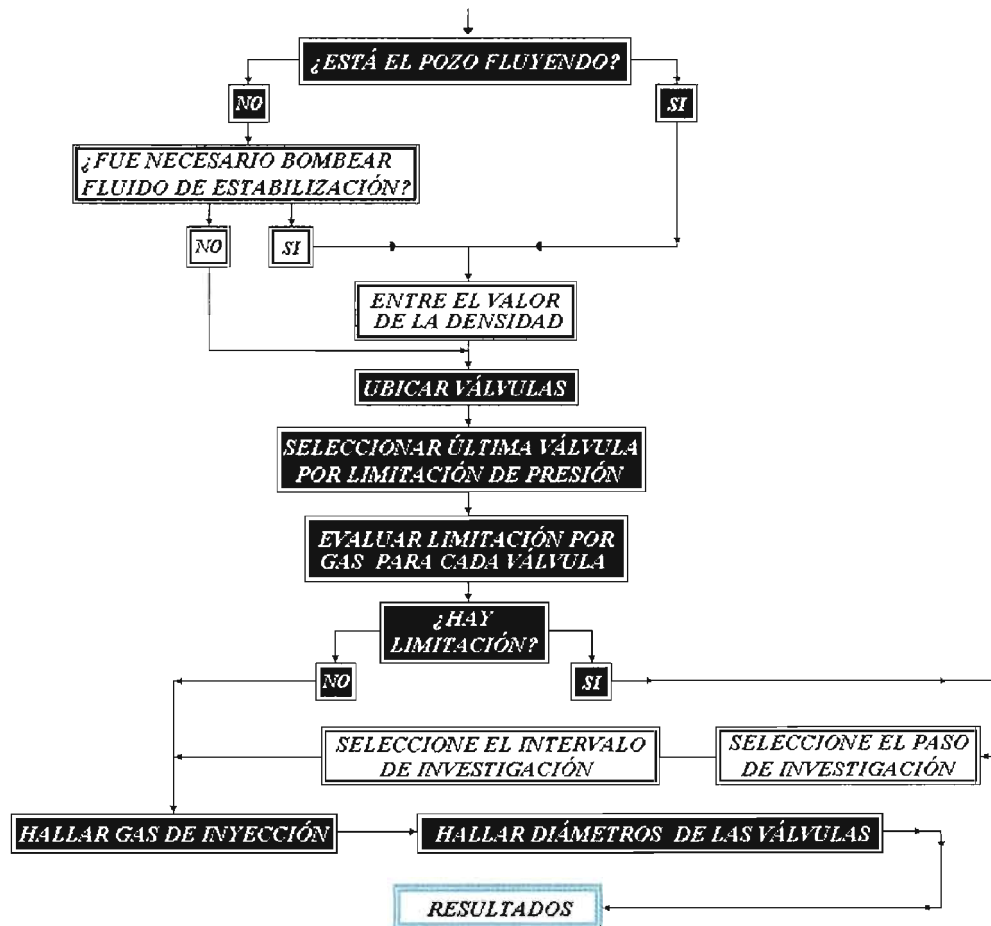 ¿ESTÁ EL POZO FLUYENDO?
NO
SI
¿FUE NECESARIO BOMBEAR
FLUIDO DE ESTABILIZACIÓN?
NO
SI
ENTRE EL VALOR
DE LA DENSIDAD
UBICAR VÁLVULAS
SELECCIONAR ÚLTIMA VÁLVULA
POR LIMITACIÓN DE PRESIÓN
EVALUAR LIMITACIÓN POR
GAS PARA CADA VÁLVULA
¿HAY
LIMITACIÓN?
NO
SI
SELECCIONE EL INTERVALO
DE INVESTIGACIÓN
SELECCIONE EL PASO
DE INVESTIGACIÓN
HALLAR GAS DE INYECCIÓN
HALLAR DIÁMETROS DE LAS VÁLVULAS
RESULTADOS